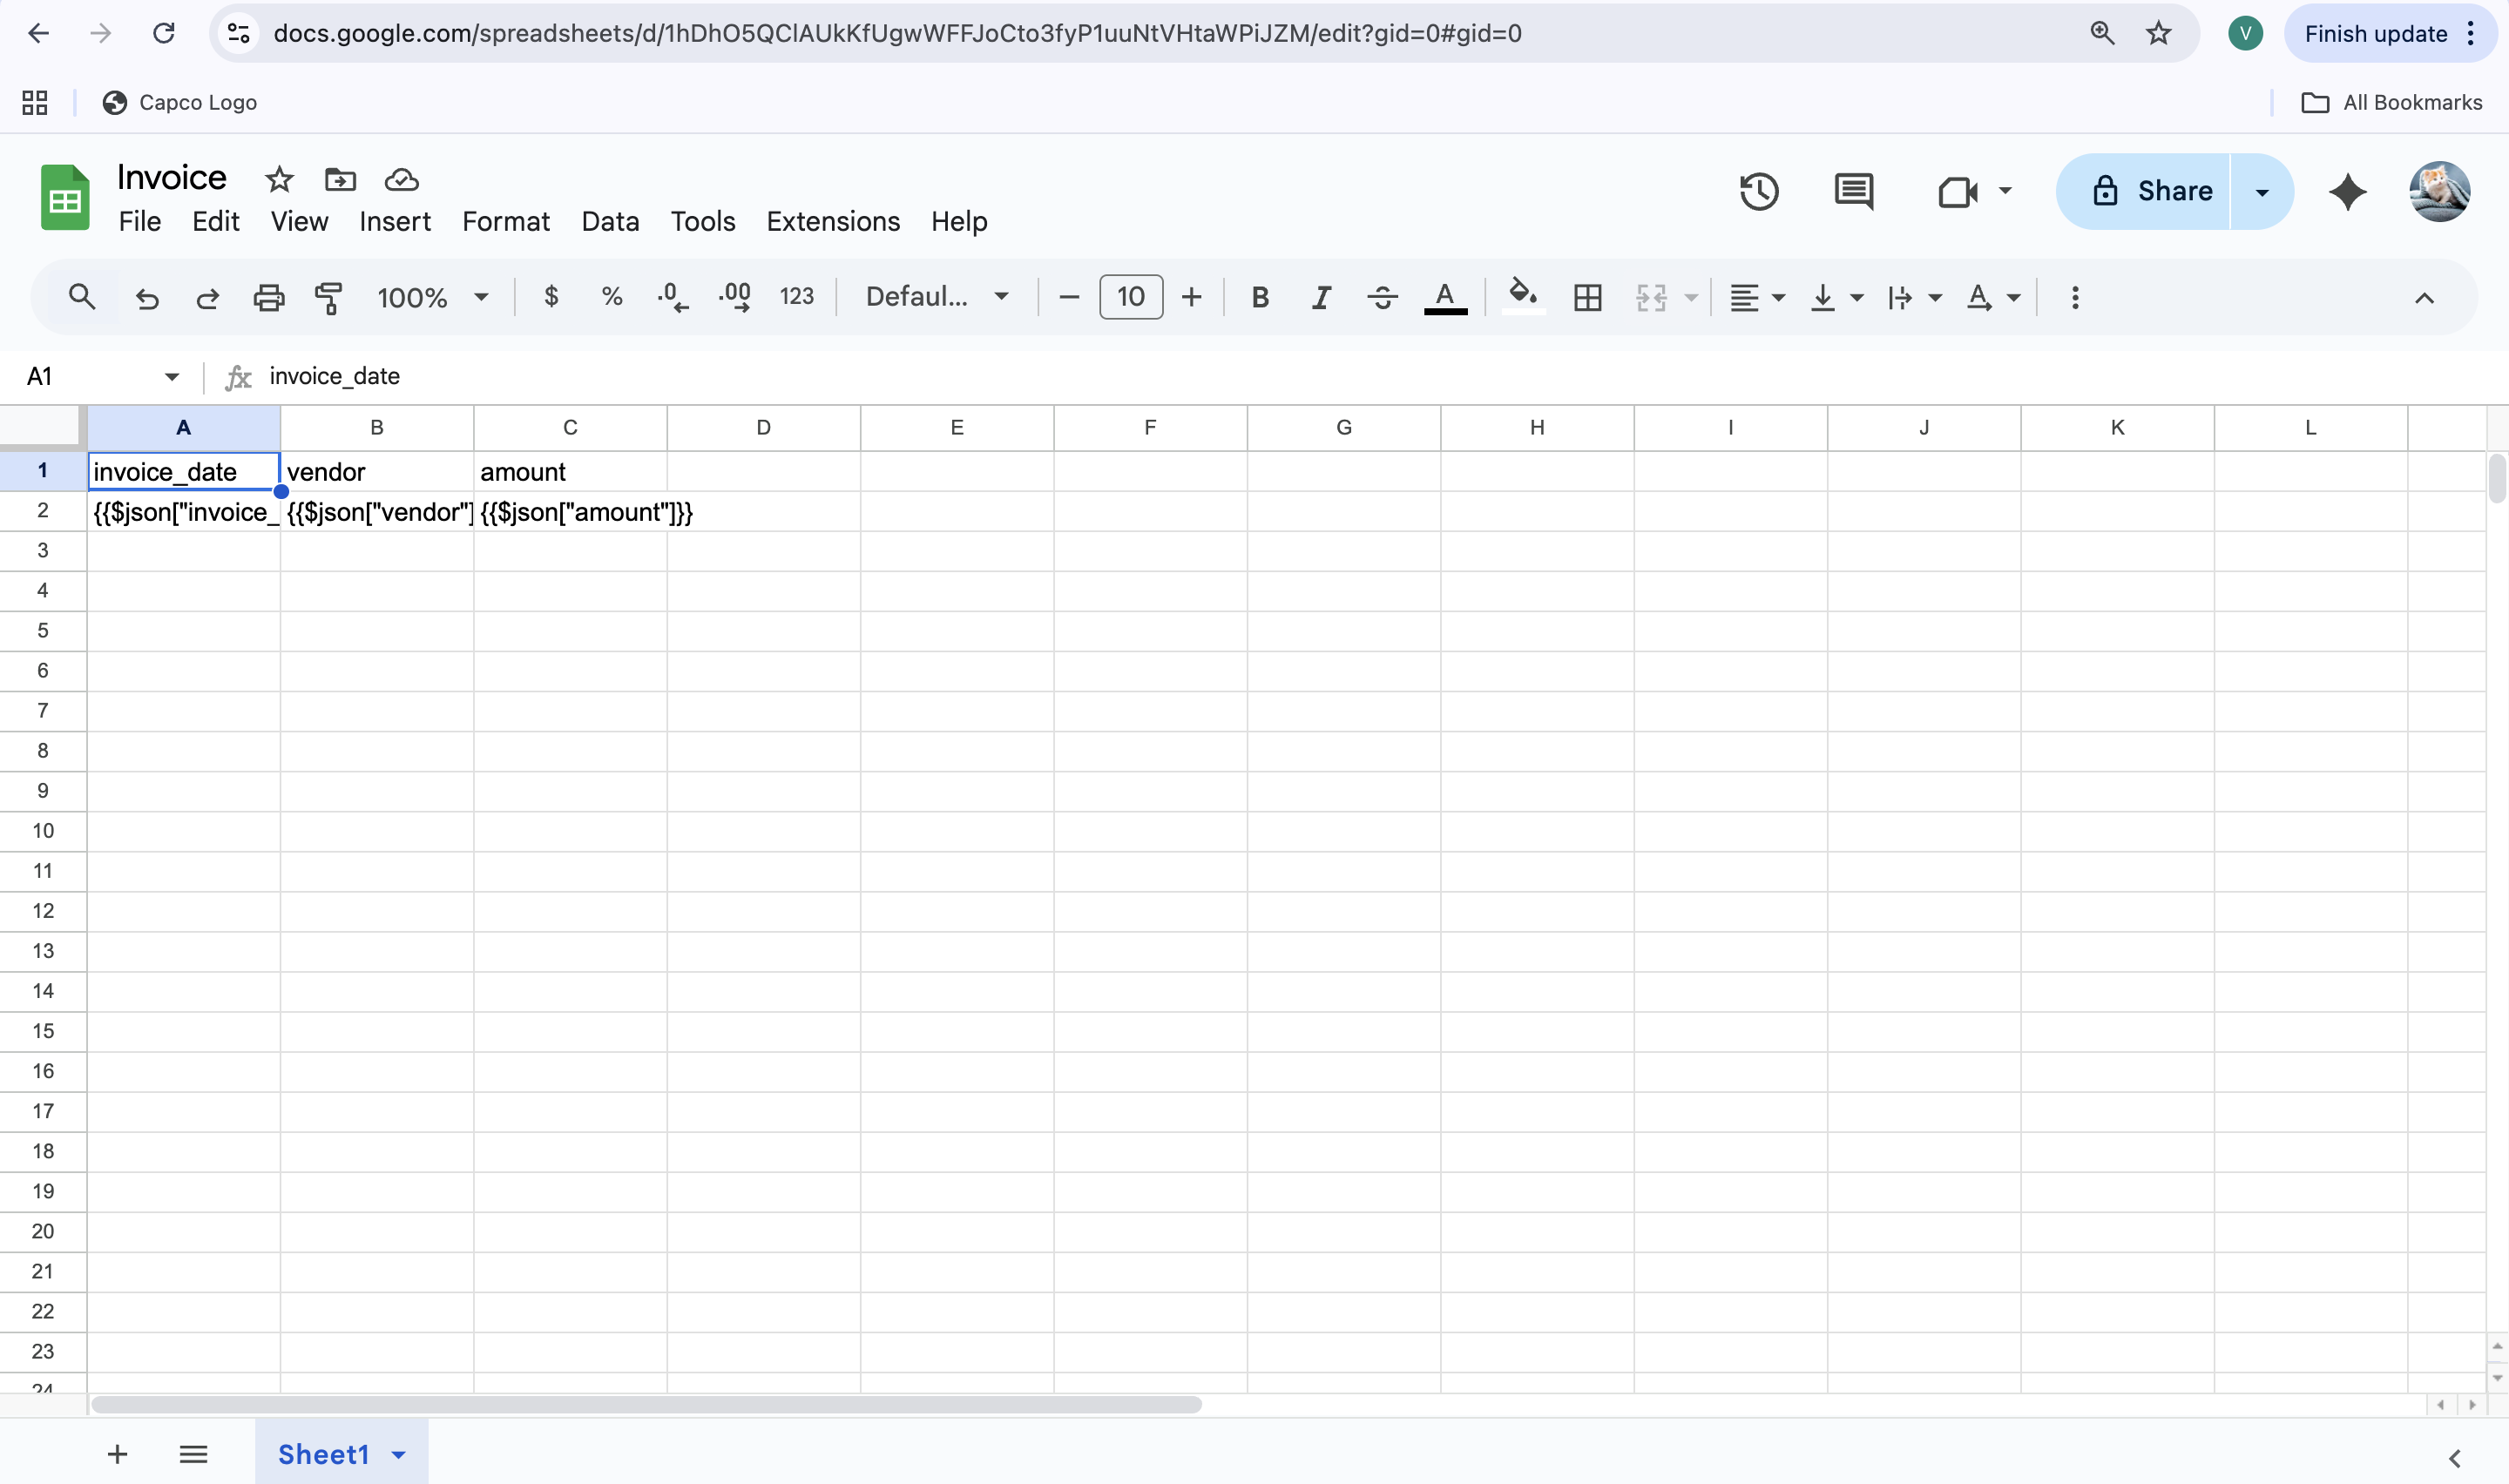 docs.google.com/spreadsheets/d/1hDhO5QClAUkKfUgwWFFJoCto3fyP1uuNtVHtaWPiJZM/edit?gid=0#gid=0
V
Finish update
Capco Logo
All Bookmarks
Invoice
File Edit View Insert Format Data Tools Extensions Help
Share
100% $ % .0 .00 123 Defaul... 10 B I S A A
A1 fx invoice_date
A B C D E F G H I J K L
1 invoice_date vendor amount
2 {{$json["invoice_ {{$json["vendor"] {{$json["amount"]}}
3
4
5
6
7
8
9
10
11
12
13
14
15
16
17
18
19
20
21
22
23
24
Sheet1